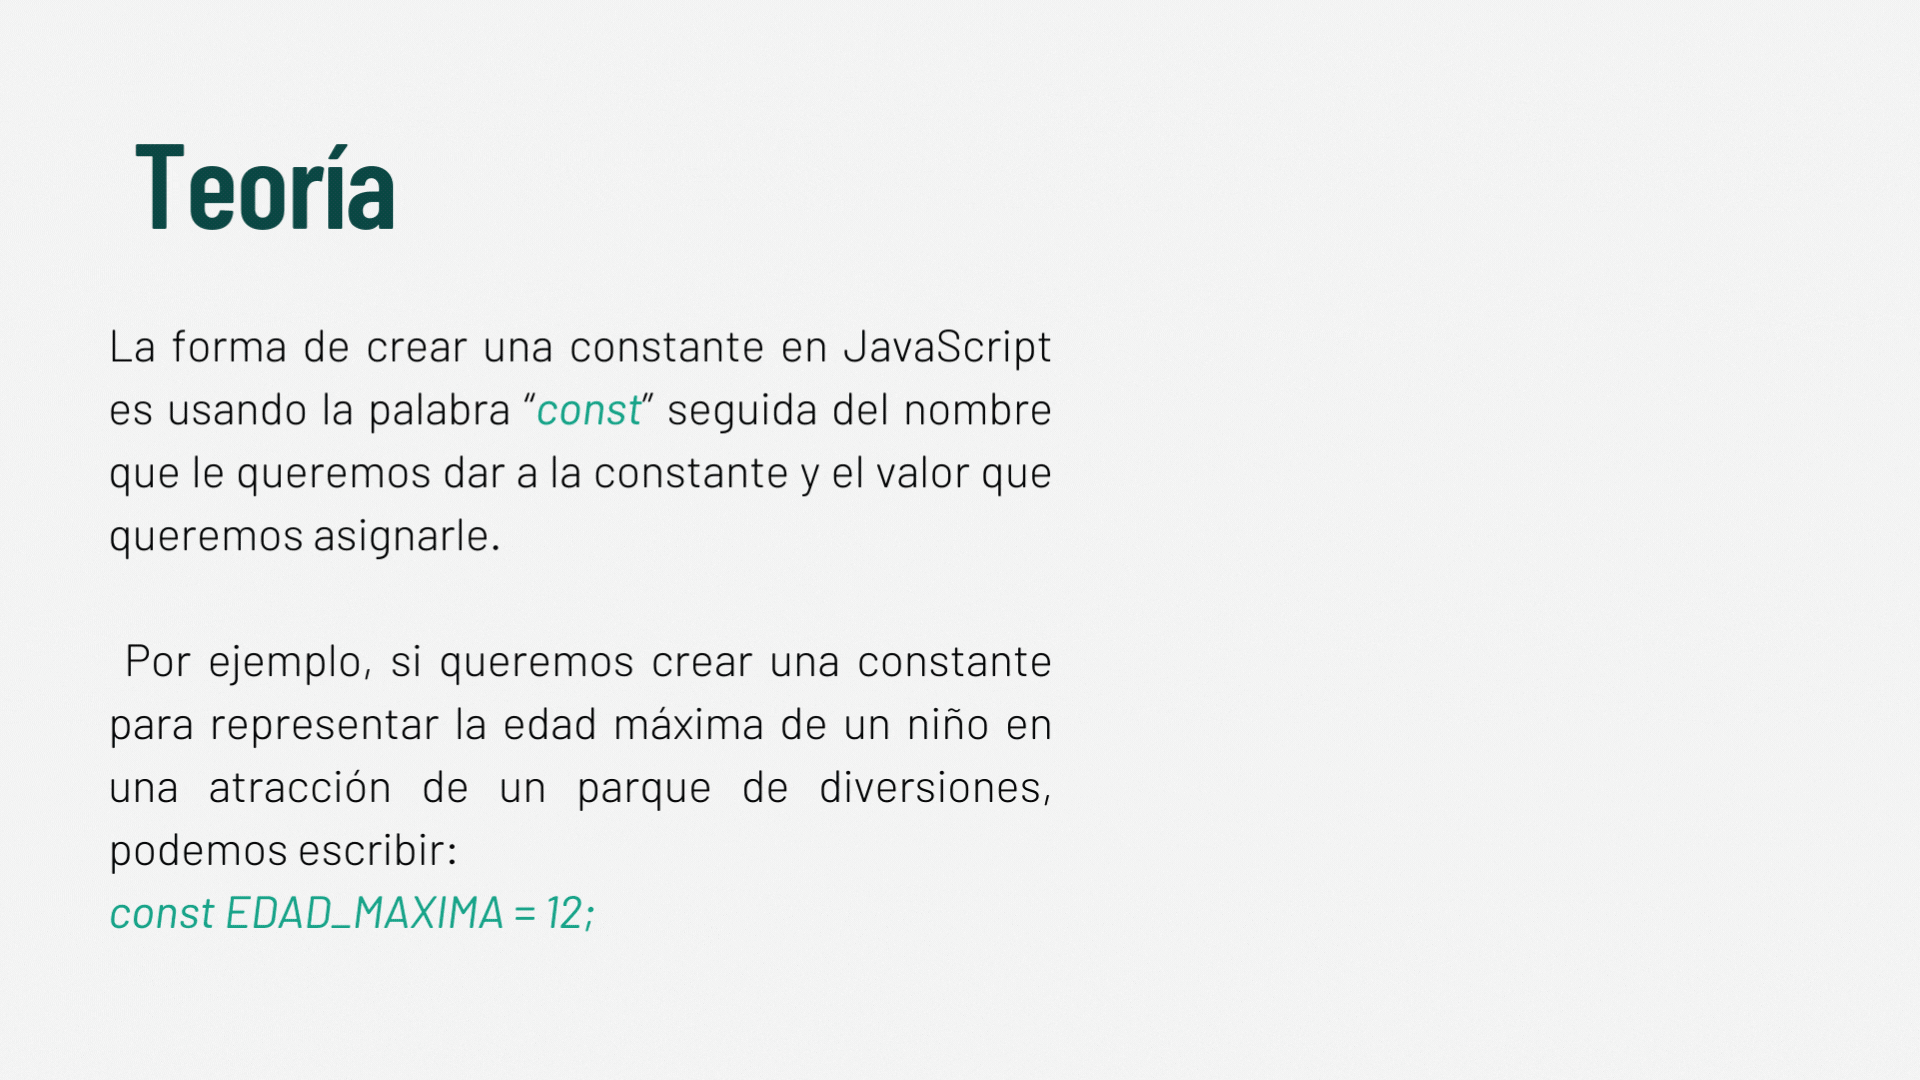 Teoría
La forma de crear una constante en JavaScript
es usando la palabra “const” seguida del nombre
que le queremos dar a la constante y el valor que
queremos asignarle.
Por ejemplo, si queremos crear una constante
para representar la edad máxima de un niño en
una atracción de un parque de diversiones,
podemos escribir:
const EDAD_MAXIMA = 12;